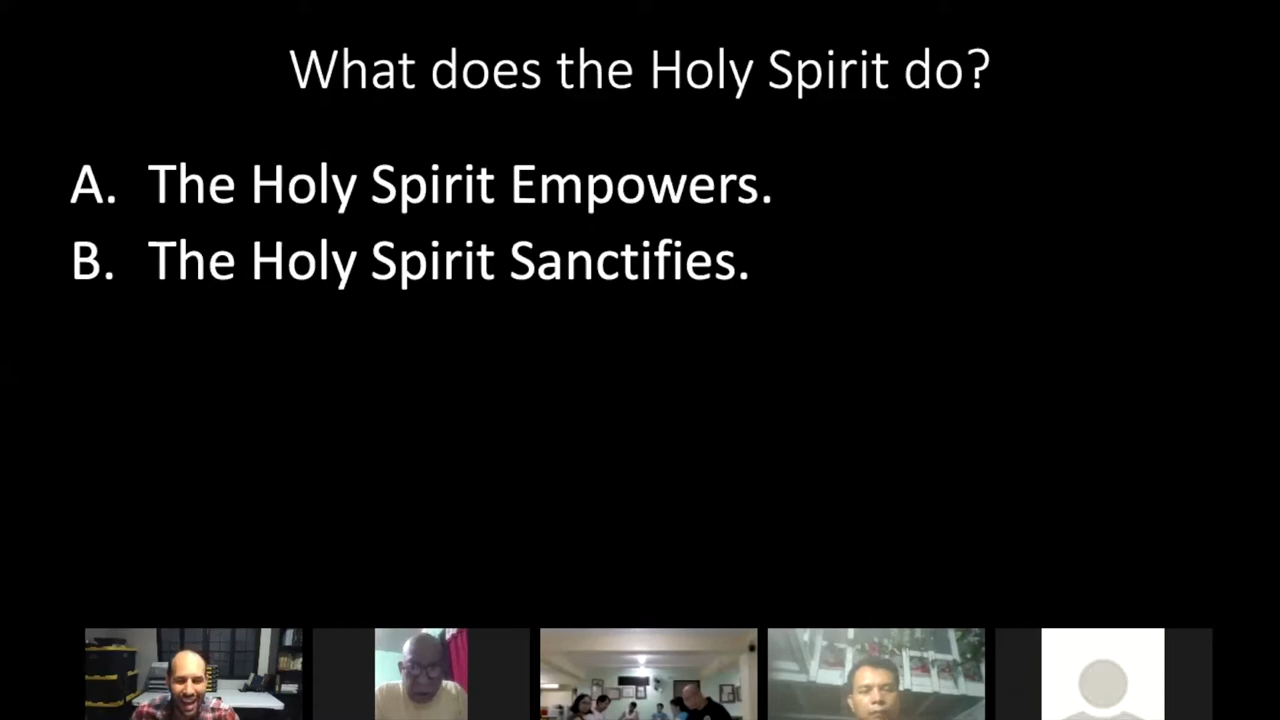 What does the Holy Spirit do?
A. The Holy Spirit Empowers.
B. The Holy Spirit Sanctifies.